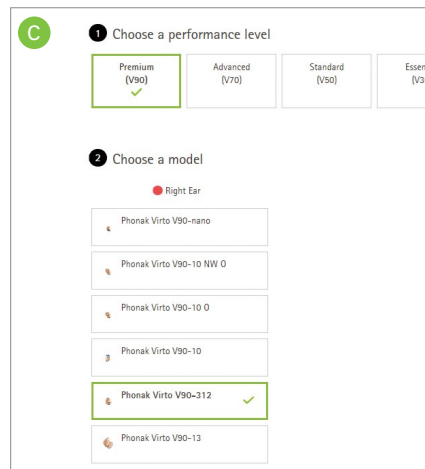 C
1 Choose a performance level
Premium Advanced Standard
(V90) (V70) (V50)
2 Choose a model
Right Ear
Phonak Virto V90-nano
Phonak Virto V90-10 NW O
Phonak Virto V90-10 O
Phonak Virto V90-10
Phonak Virto V90-312
Phonak Virto V90-13